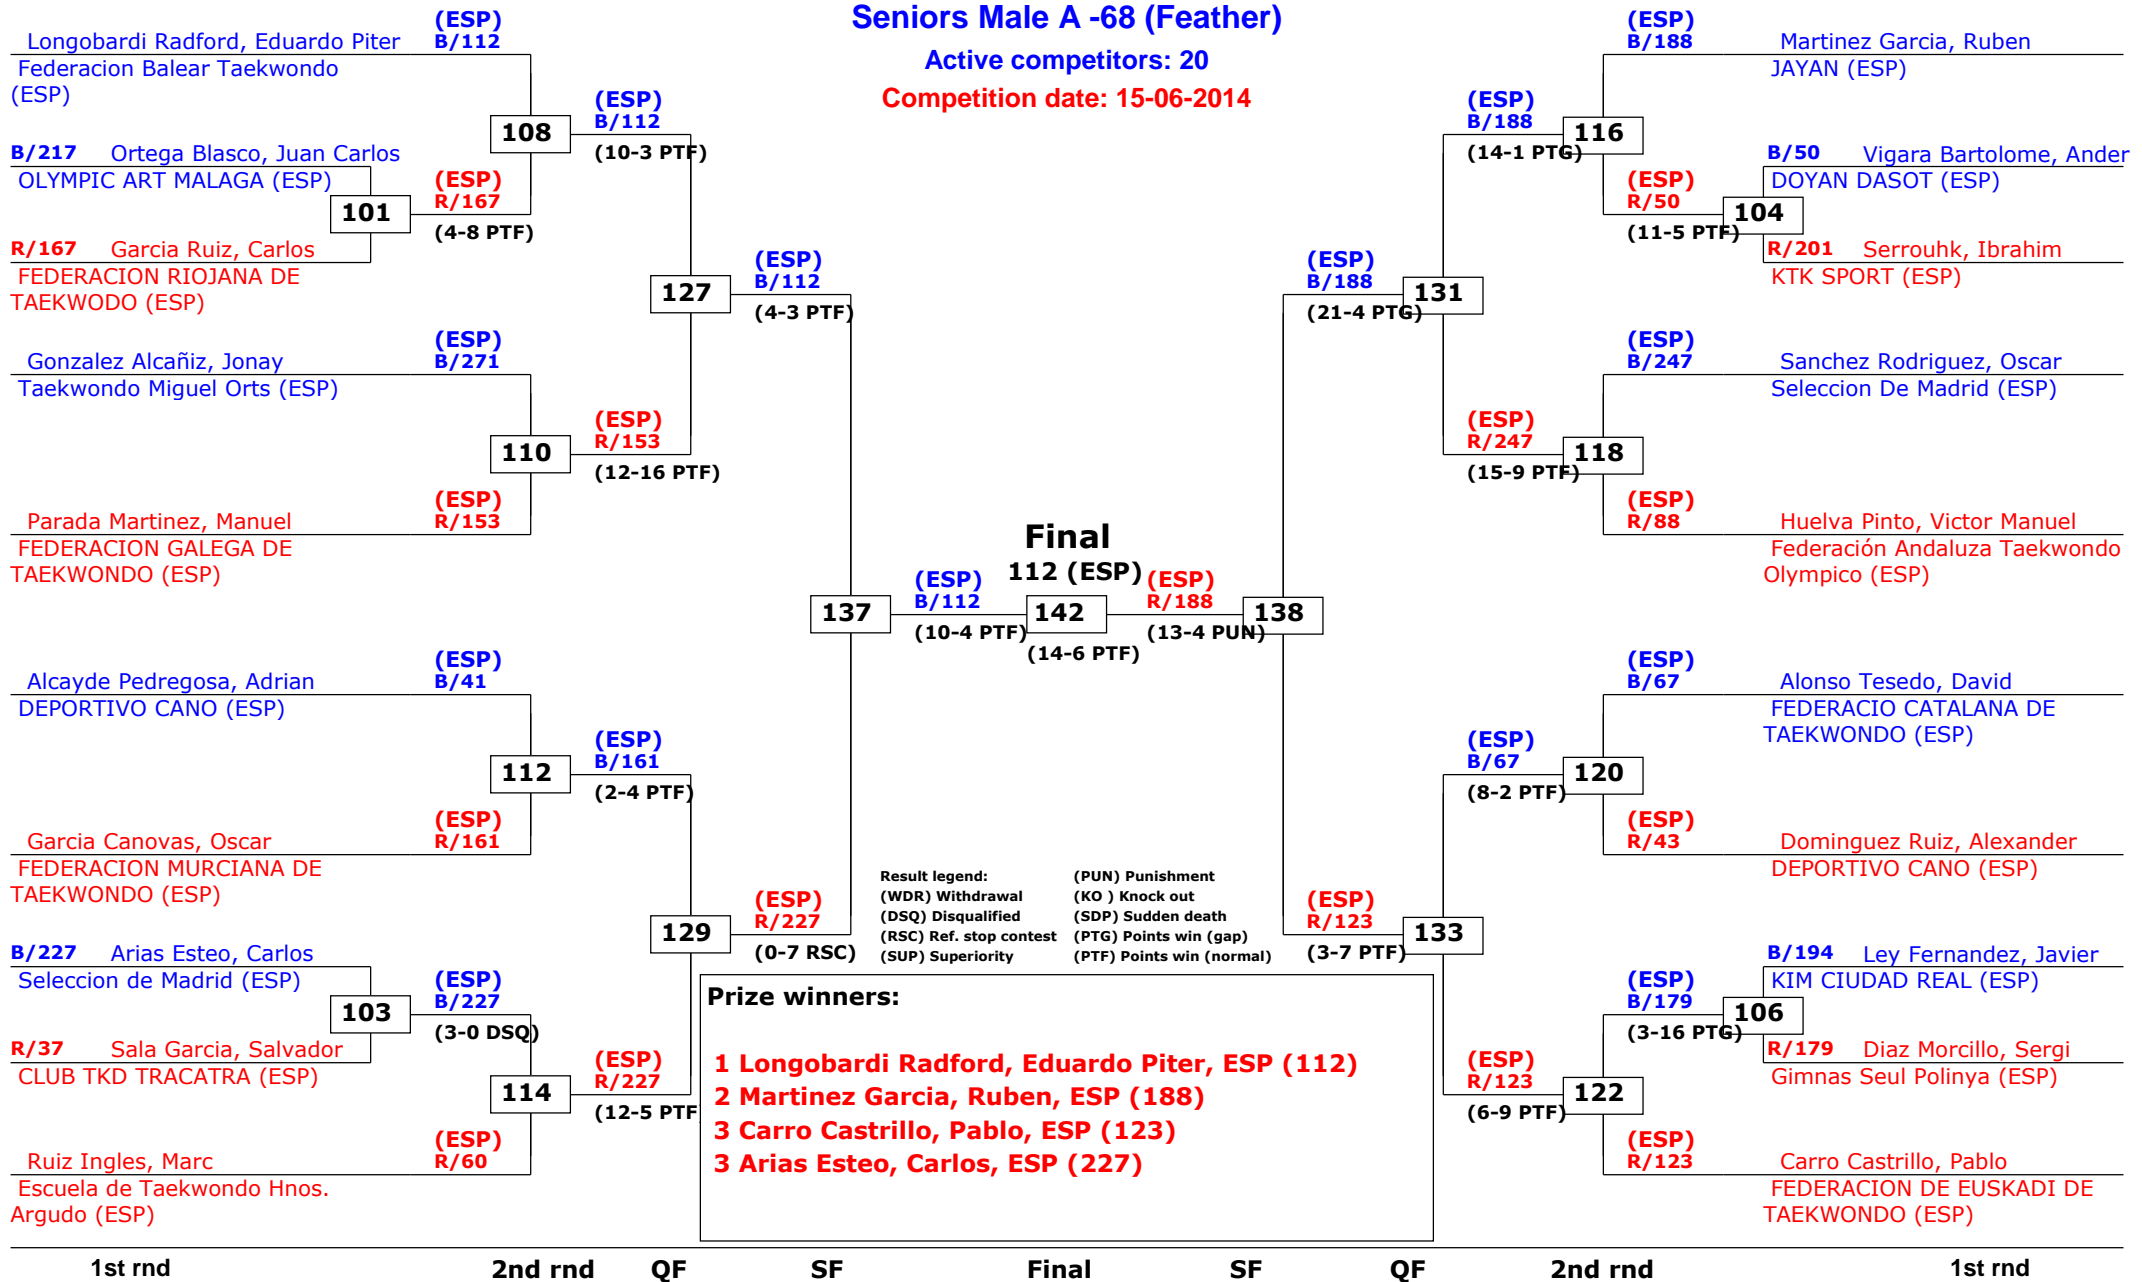 Seniors Male A -68 (Feather)
Active competitors: 20
Competition date: 15-06-2014
(ESP)
Longobardi Radford, Eduardo Piter B/112
Federacion Balear Taekwondo
(ESP)
108
(ESP)
B/112
(10-3 PTF)
B/217 Ortega Blasco, Juan Carlos
OLYMPIC ART MALAGA (ESP)
101
(ESP)
R/167
(4-8 PTF)
R/167 Garcia Ruiz, Carlos
FEDERACION RIOJANA DE
TAEKWODO (ESP)
127
(ESP)
B/112
(4-3 PTF)
(ESP)
Gonzalez Alcañiz, Jonay B/271
Taekwondo Miguel Orts (ESP)
110
(ESP)
R/153
(12-16 PTF)
(ESP)
Parada Martinez, Manuel R/153
FEDERACION GALEGA DE
TAEKWONDO (ESP)
137
(ESP)
B/112
(10-4 PTF)
(ESP)
Alcayde Pedregosa, Adrian B/41
DEPORTIVO CANO (ESP)
112
(ESP)
B/161
(2-4 PTF)
(ESP)
Garcia Canovas, Oscar R/161
FEDERACION MURCIANA DE
TAEKWONDO (ESP)
129
(ESP)
R/227
(0-7 RSC)
B/227 Arias Esteo, Carlos
Seleccion de Madrid (ESP)
103
(ESP)
B/227
(3-0 DSQ)
R/37 Sala Garcia, Salvador
CLUB TKD TRACATRA (ESP)
114
(ESP)
R/227
(12-5 PTF
(ESP)
Ruiz Ingles, Marc R/60
Escuela de Taekwondo Hnos.
Argudo (ESP)
Final
112 (ESP)
142
(14-6 PTF)
(ESP)
R/188
(13-4 PUN)
138
(ESP)
B/188 Martinez Garcia, Ruben
JAYAN (ESP)
(ESP)
B/188
(14-1 PTG)
116
B/50 Vigara Bartolome, Ander
DOYAN DASOT (ESP)
(ESP)
R/50
(11-5 PTF)
104
R/201 Serrouhk, Ibrahim
KTK SPORT (ESP)
(ESP)
B/188
(21-4 PTG)
131
(ESP)
B/247 Sanchez Rodriguez, Oscar
Seleccion De Madrid (ESP)
(ESP)
R/247
(15-9 PTF)
118
(ESP)
R/88 Huelva Pinto, Victor Manuel
Federación Andaluza Taekwondo
Olympico (ESP)
(ESP)
B/67 Alonso Tesedo, David
FEDERACIO CATALANA DE
TAEKWONDO (ESP)
(ESP)
B/67
(8-2 PTF)
120
(ESP)
R/43 Dominguez Ruiz, Alexander
DEPORTIVO CANO (ESP)
(ESP)
R/123
(3-7 PTF)
133
B/194 Ley Fernandez, Javier
KIM CIUDAD REAL (ESP)
(ESP)
B/179
(3-16 PTG)
106
R/179 Diaz Morcillo, Sergi
Gimnas Seul Polinya (ESP)
(ESP)
R/123
(6-9 PTF)
122
(ESP)
R/123 Carro Castrillo, Pablo
FEDERACION DE EUSKADI DE
TAEKWONDO (ESP)
Result legend: (PUN) Punishment
(WDR) Withdrawal (KO ) Knock out
(DSQ) Disqualified (SDP) Sudden death
(RSC) Ref. stop contest (PTG) Points win (gap)
(SUP) Superiority (PTF) Points win (normal)
Prize winners:
1 Longobardi Radford, Eduardo Piter, ESP (112)
2 Martinez Garcia, Ruben, ESP (188)
3 Carro Castrillo, Pablo, ESP (123)
3 Arias Esteo, Carlos, ESP (227)
1st rnd 2nd rnd QF SF Final SF QF 2nd rnd 1st rnd